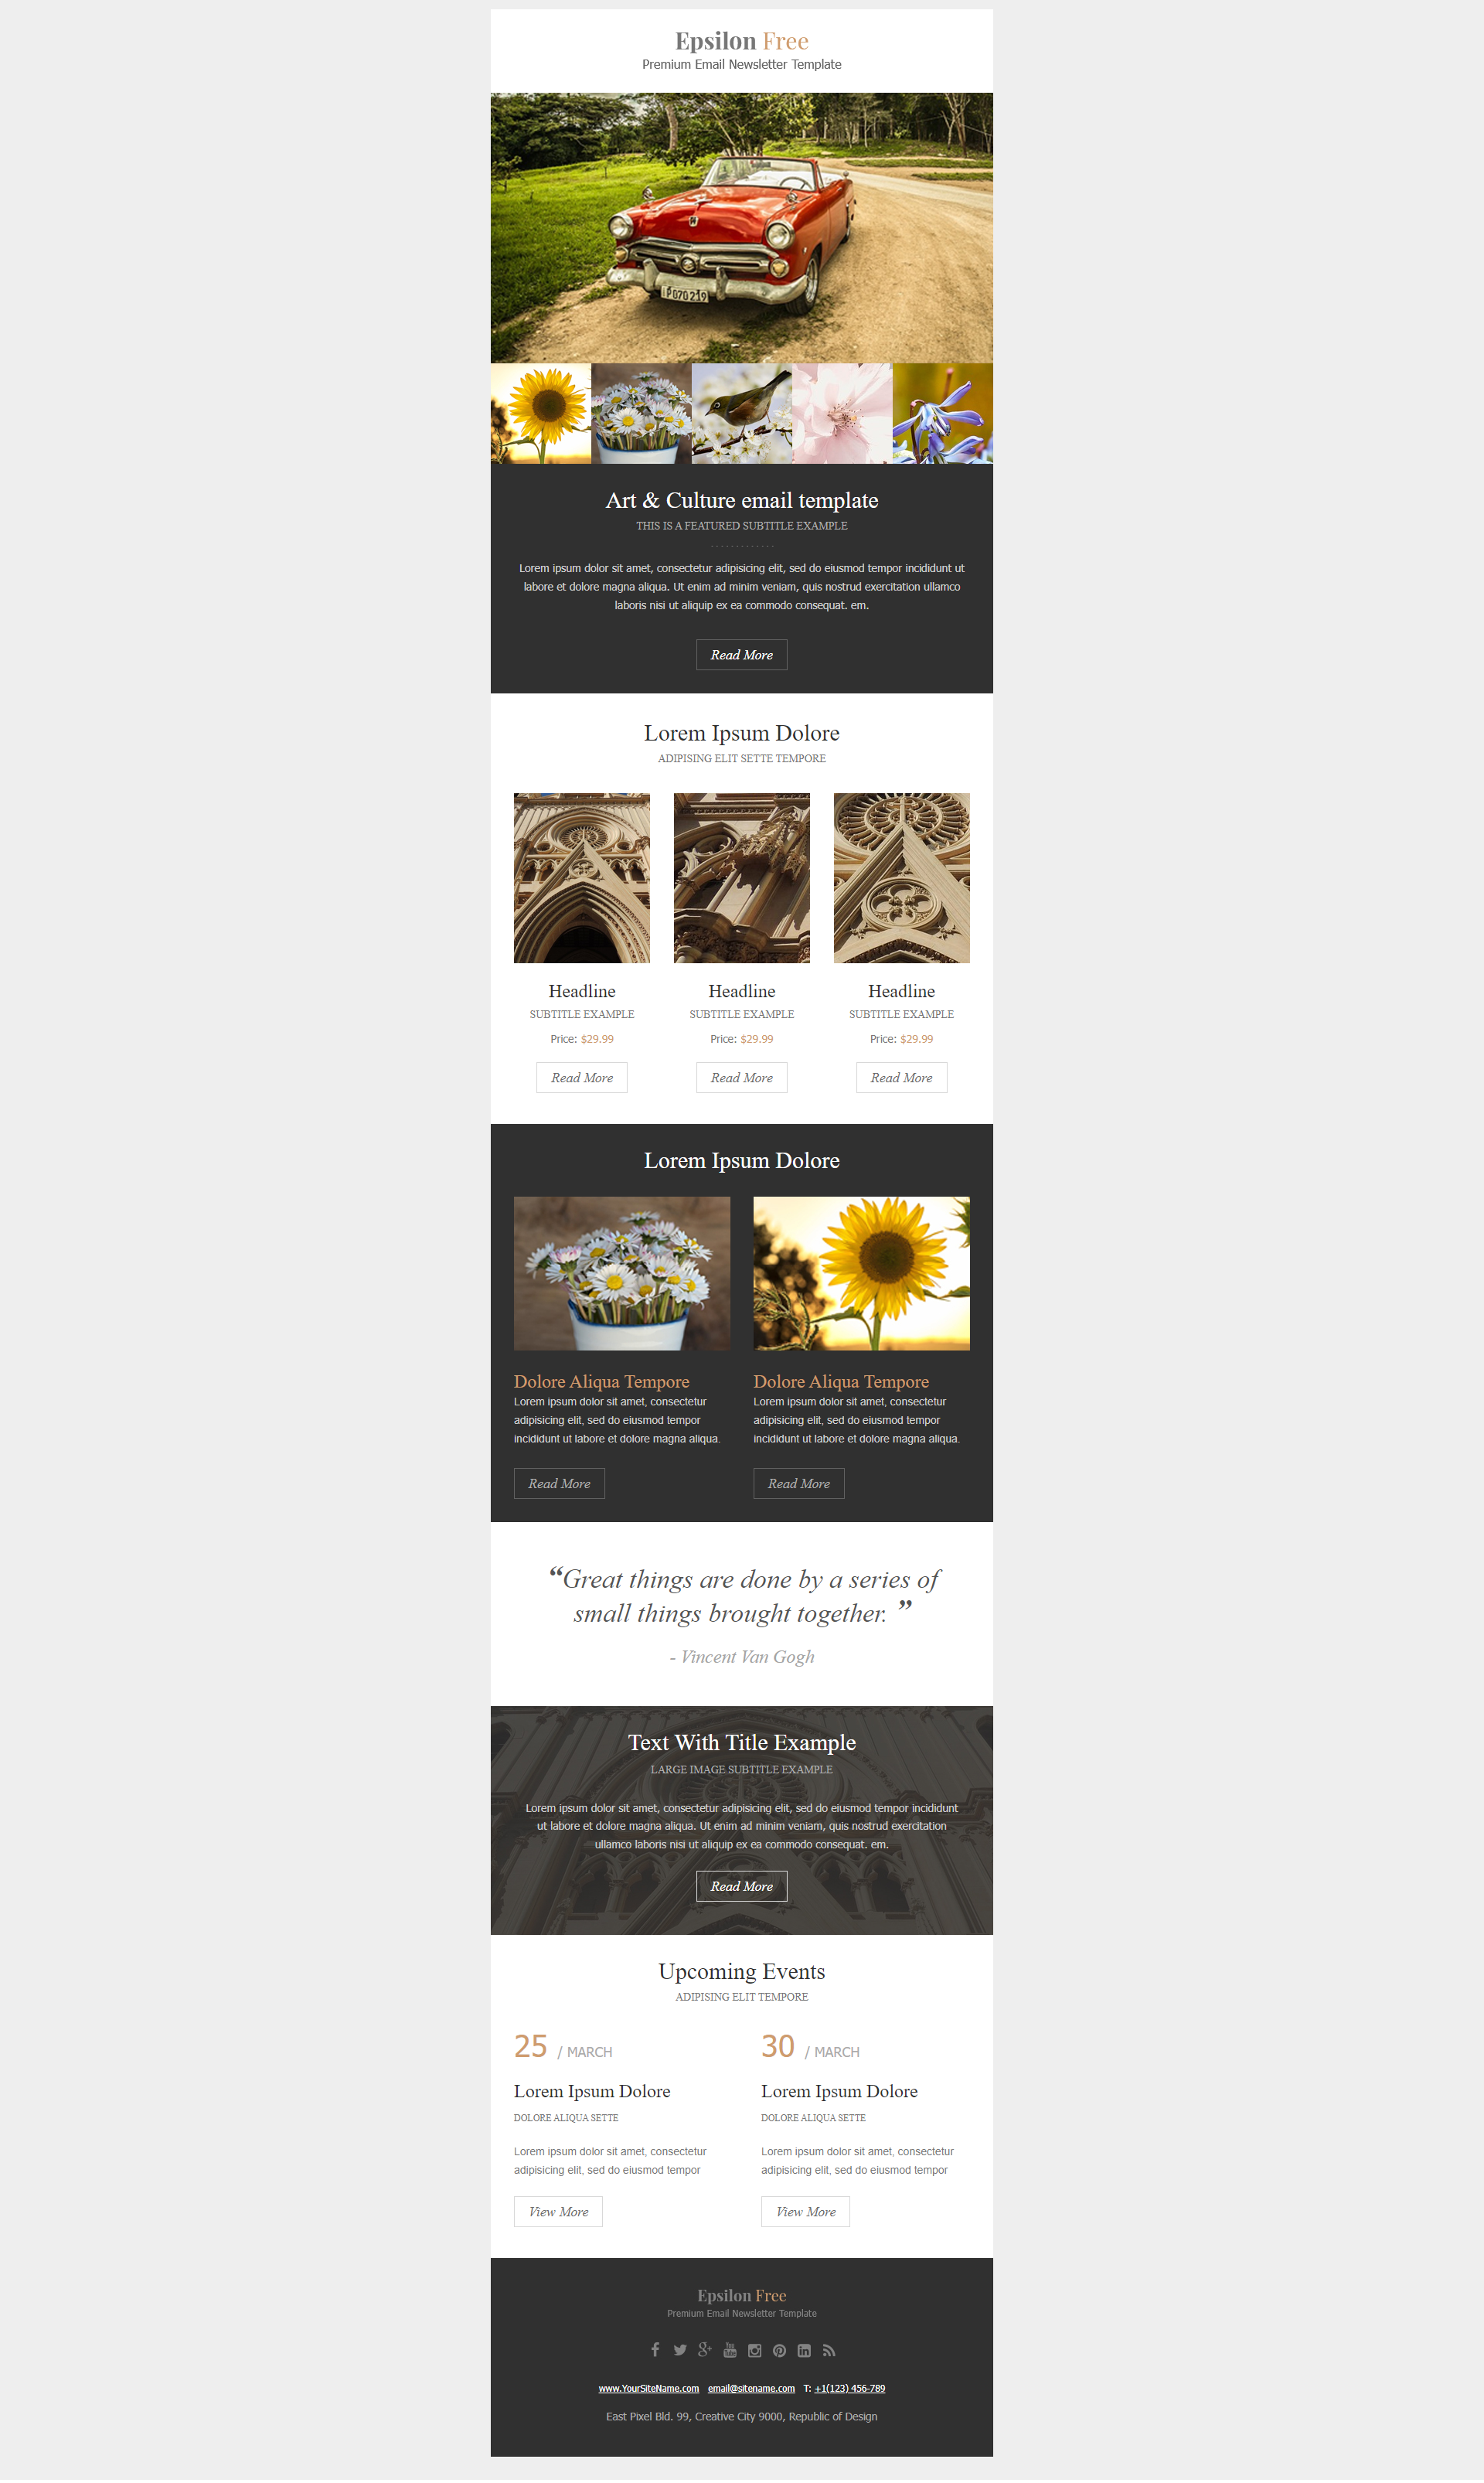 Epsilon Free
Premium Email Newsletter Template
P070219
Art & Culture email template
THIS IS A FEATURED SUBTITLE EXAMPLE
-------------
Lorem ipsum dolor sit amet, consectetur adipisicing elit, sed do eiusmod tempor incididunt ut
labore et dolore magna aliqua. Ut enim ad minim veniam, quis nostrud exercitation ullamco
laboris nisi ut aliquip ex ea commodo consequat. em.
Read More
Lorem Ipsum Dolore
ADIPISING ELIT SETTE TEMPORE
Headline Headline Headline
SUBTITLE EXAMPLE SUBTITLE EXAMPLE SUBTITLE EXAMPLE
Price: $29.99 Price: $29.99 Price: $29.99
Read More Read More Read More
Lorem Ipsum Dolore
Dolore Aliqua Tempore
Lorem ipsum dolor sit amet, consectetur
adipisicing elit, sed do eiusmod tempor
incididunt ut labore et dolore magna aliqua.
Read More
Dolore Aliqua Tempore
Lorem ipsum dolor sit amet, consectetur
adipisicing elit, sed do eiusmod tempor
incididunt ut labore et dolore magna aliqua.
Read More
“Great things are done by a series of
small things brought together. ”
- Vincent Van Gogh
Text With Title Example
LARGE IMAGE SUBTITLE EXAMPLE
Lorem ipsum dolor sit amet, consectetur adipisicing elit, sed do eiusmod tempor incididunt
ut labore et dolore magna aliqua. Ut enim ad minim veniam, quis nostrud exercitation
ullamco laboris nisi ut aliquip ex ea commodo consequat. em.
Read More
Upcoming Events
ADIPISING ELIT TEMPORE
25 / MARCH
Lorem Ipsum Dolore
DOLORE ALIQUA SETTE
Lorem ipsum dolor sit amet, consectetur
adipisicing elit, sed do eiusmod tempor
View More
30 / MARCH
Lorem Ipsum Dolore
DOLORE ALIQUA SETTE
Lorem ipsum dolor sit amet, consectetur
adipisicing elit, sed do eiusmod tempor
View More
Epsilon Free
Premium Email Newsletter Template
www.YourSiteName.com email@sitename.com T: +1(123) 456-789
East Pixel Bld. 99, Creative City 9000, Republic of Design